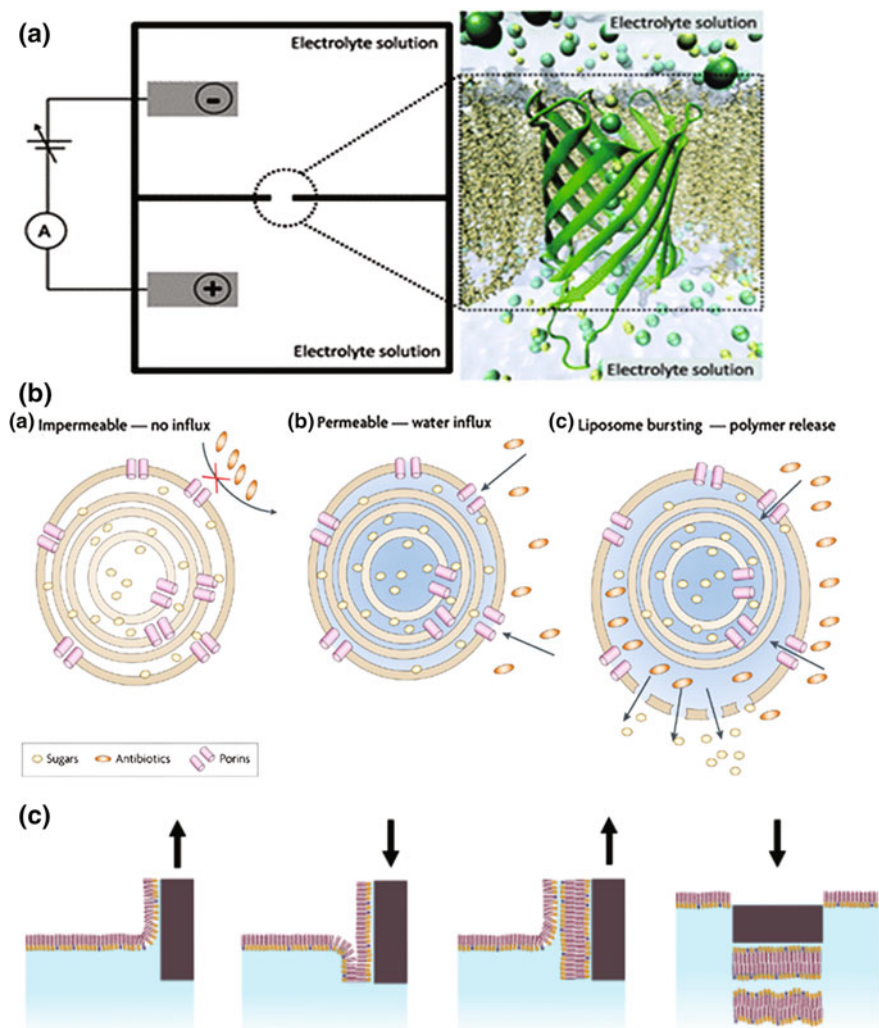 (a)
Electrolyte solution
Electrolyte solution
-
A
+
Electrolyte solution
Electrolyte solution
(b)
(a) Impermeable — no influx
(b) Permeable — water influx
(c) Liposome bursting — polymer release
Sugars
Antibiotics
Porins
(c)